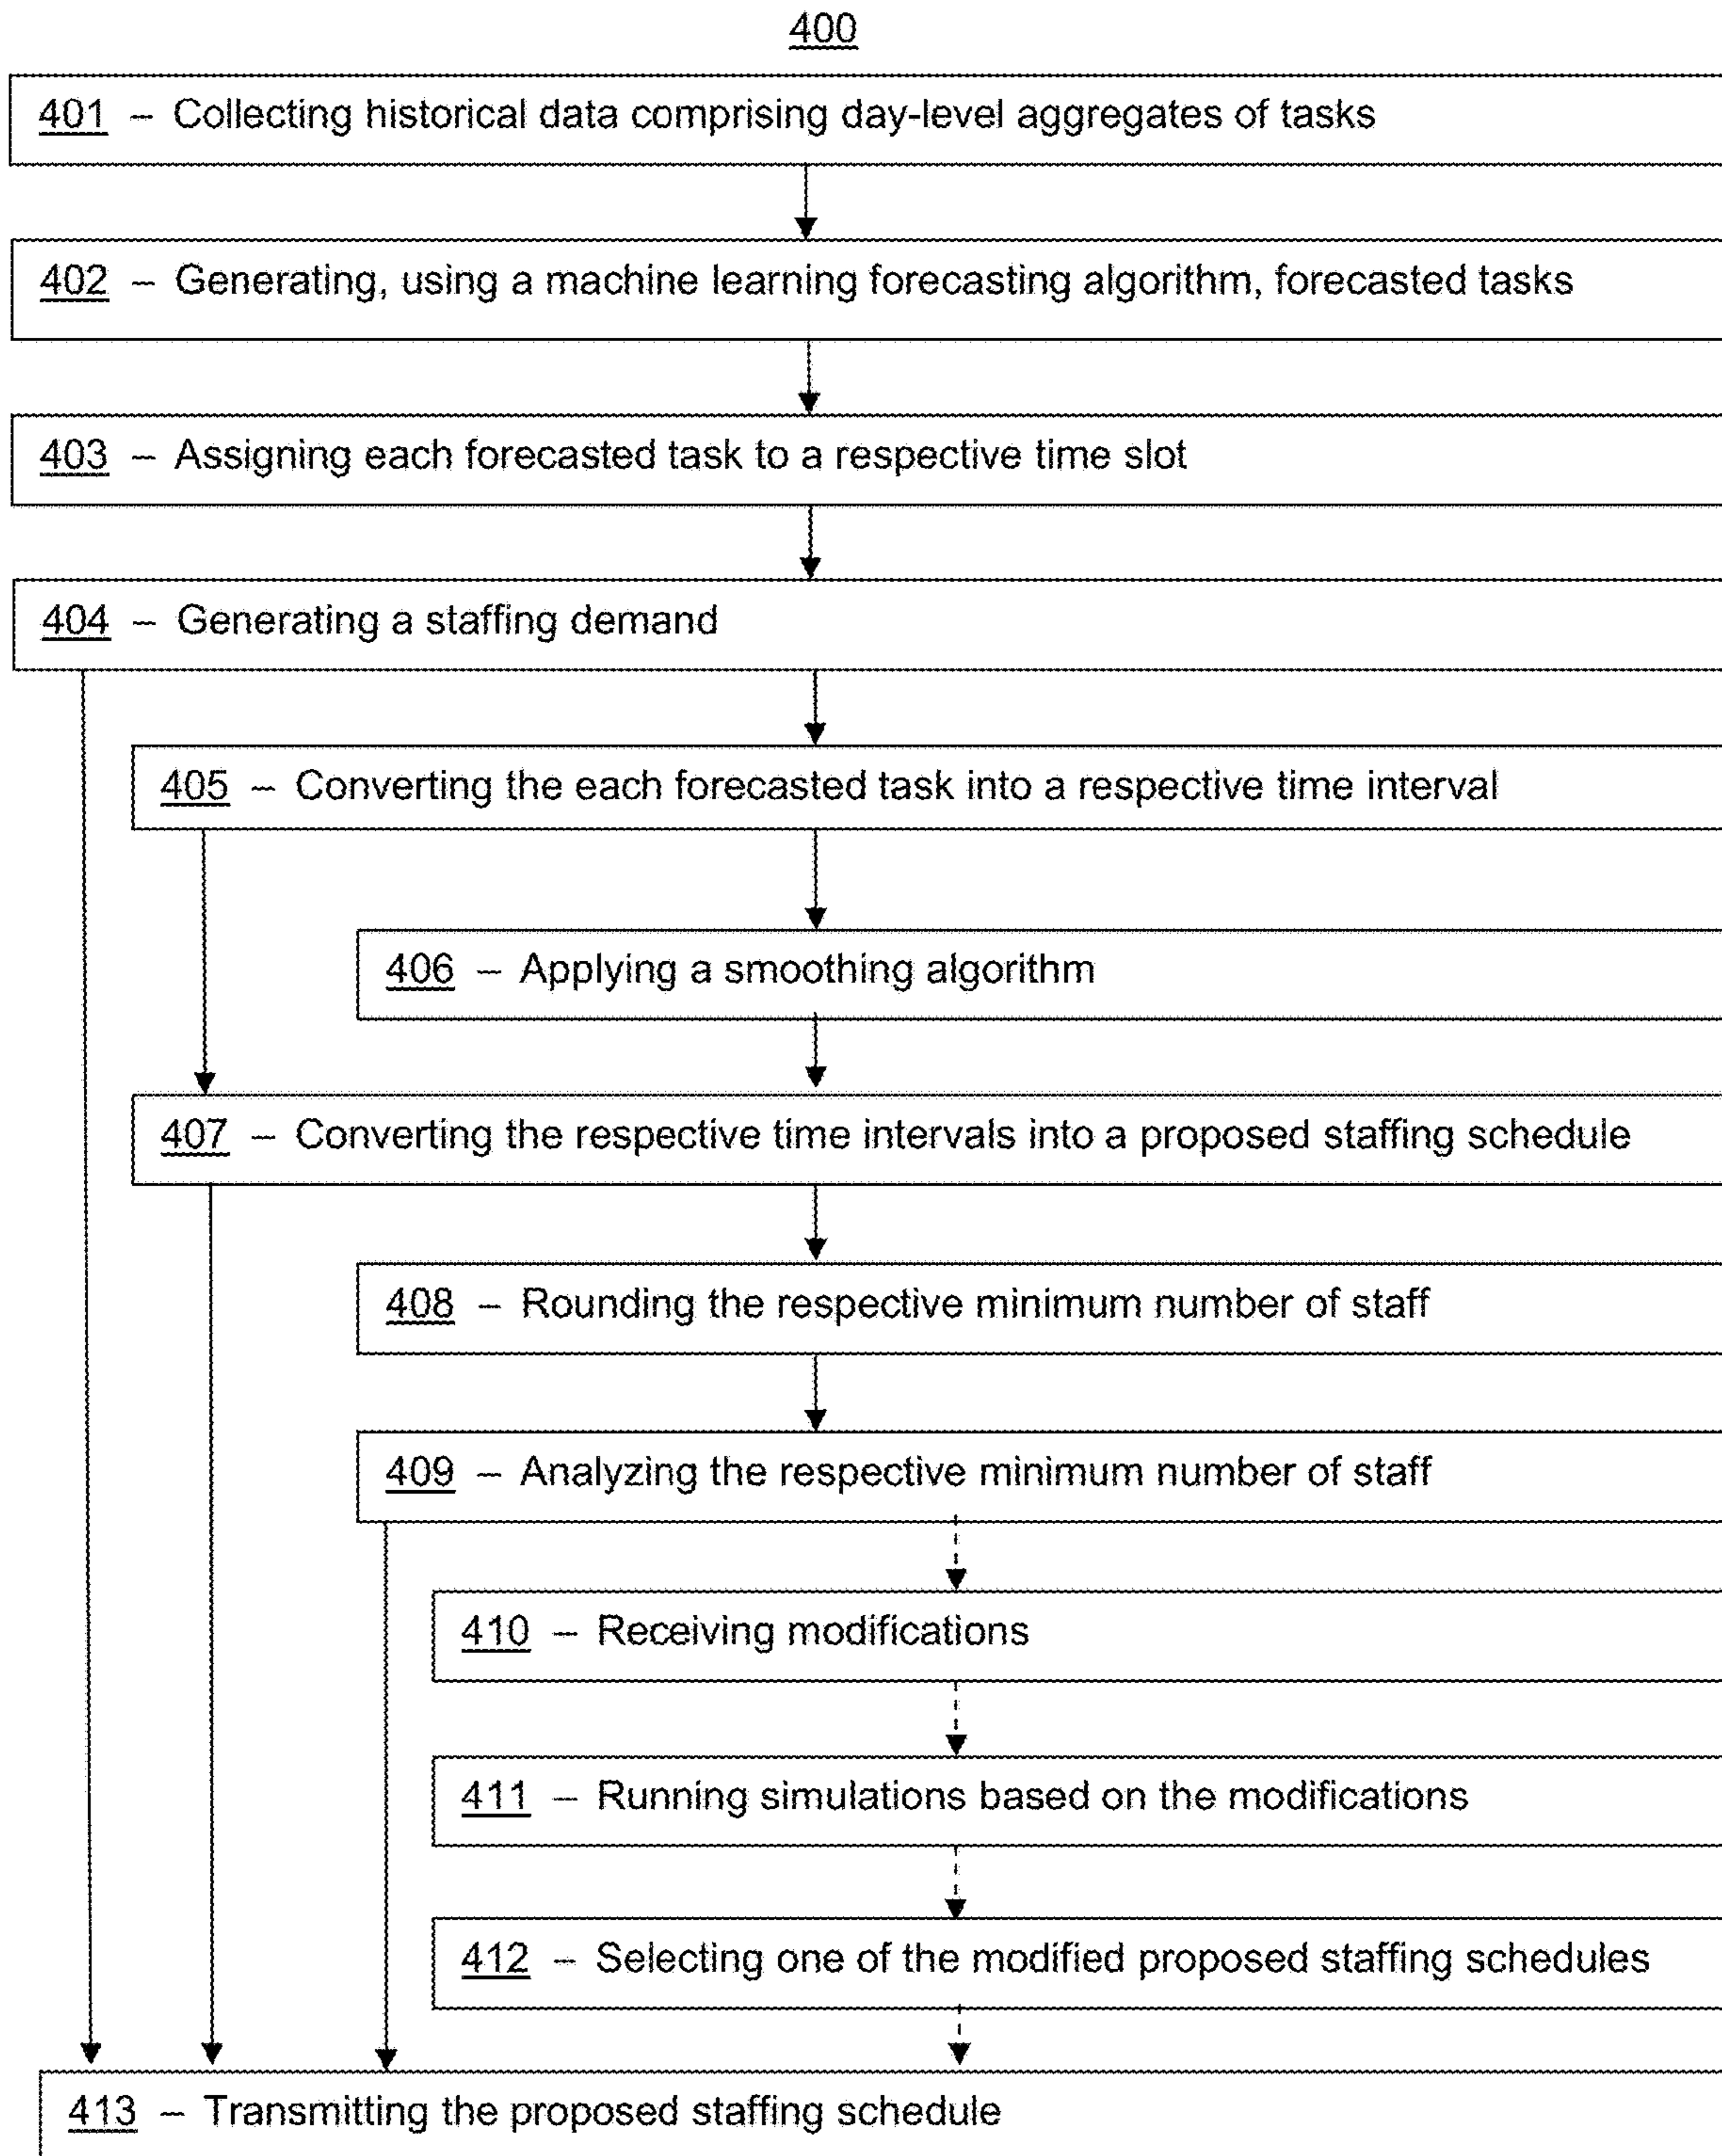 400
401 – Collecting historical data comprising day-level aggregates of tasks
402 – Generating, using a machine learning forecasting algorithm, forecasted tasks
403 – Assigning each forecasted task to a respective time slot
404 – Generating a staffing demand
405 – Converting the each forecasted task into a respective time interval
406 – Applying a smoothing algorithm
407 – Converting the respective time intervals into a proposed staffing schedule
408 – Rounding the respective minimum number of staff
409 – Analyzing the respective minimum number of staff
410 – Receiving modifications
411 – Running simulations based on the modifications
412 – Selecting one of the modified proposed staffing schedules
413 – Transmitting the proposed staffing schedule